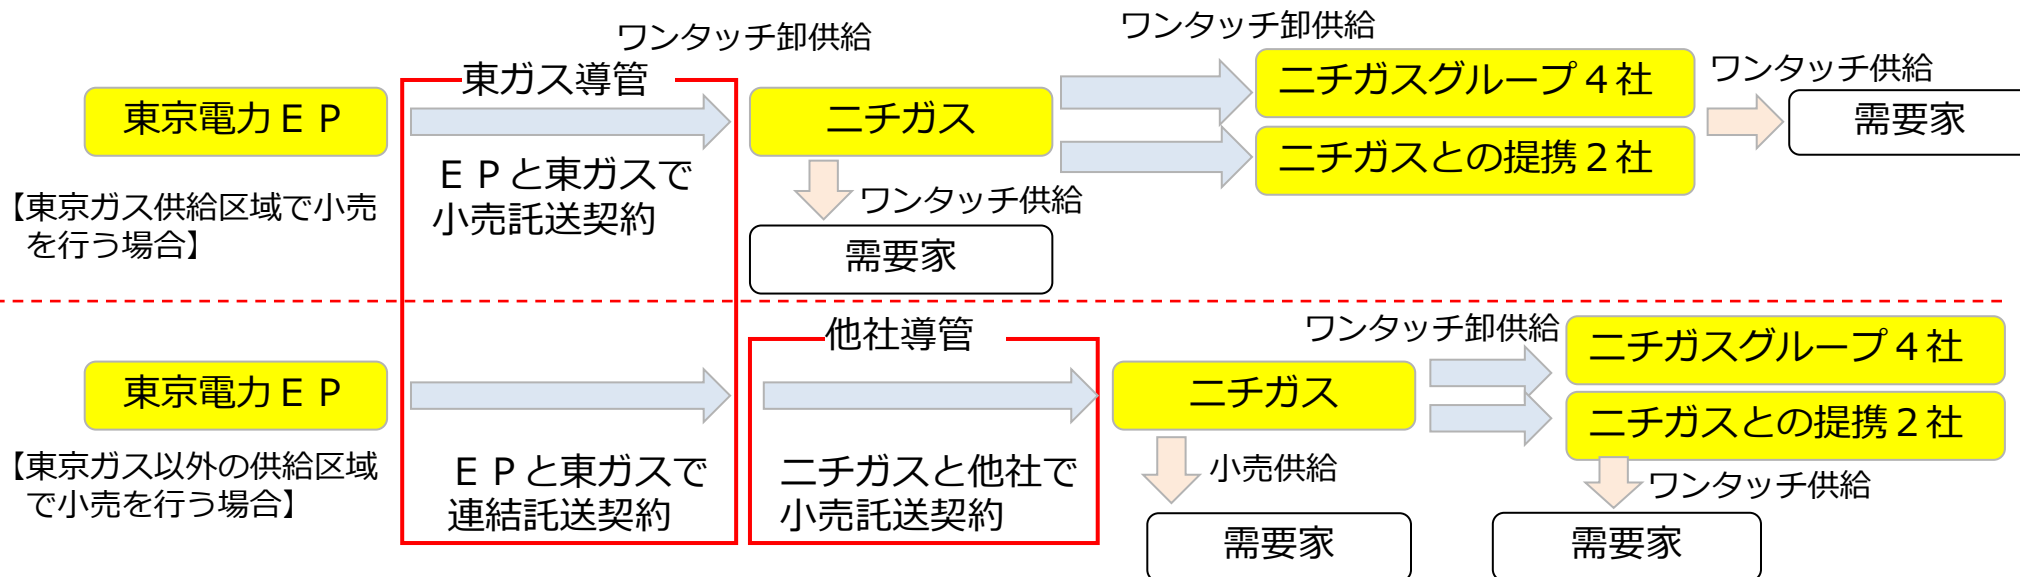 ワンタッチ卸供給
ワンタッチ卸供給
東ガス導管
東京電力ＥＰ
ニチガス
ニチガスグループ４社
ニチガスとの提携２社
ワンタッチ供給
需要家
ＥＰと東ガスで
小売託送契約
【東京ガス供給区域で小売
を行う場合】
ワンタッチ供給
需要家
他社導管
ワンタッチ卸供給
東京電力ＥＰ
ニチガス
ニチガスグループ４社
ニチガスとの提携２社
【東京ガス以外の供給区域
で小売を行う場合】
ＥＰと東ガスで
連結託送契約
ニチガスと他社で
小売託送契約
小売供給
ワンタッチ供給
需要家
需要家